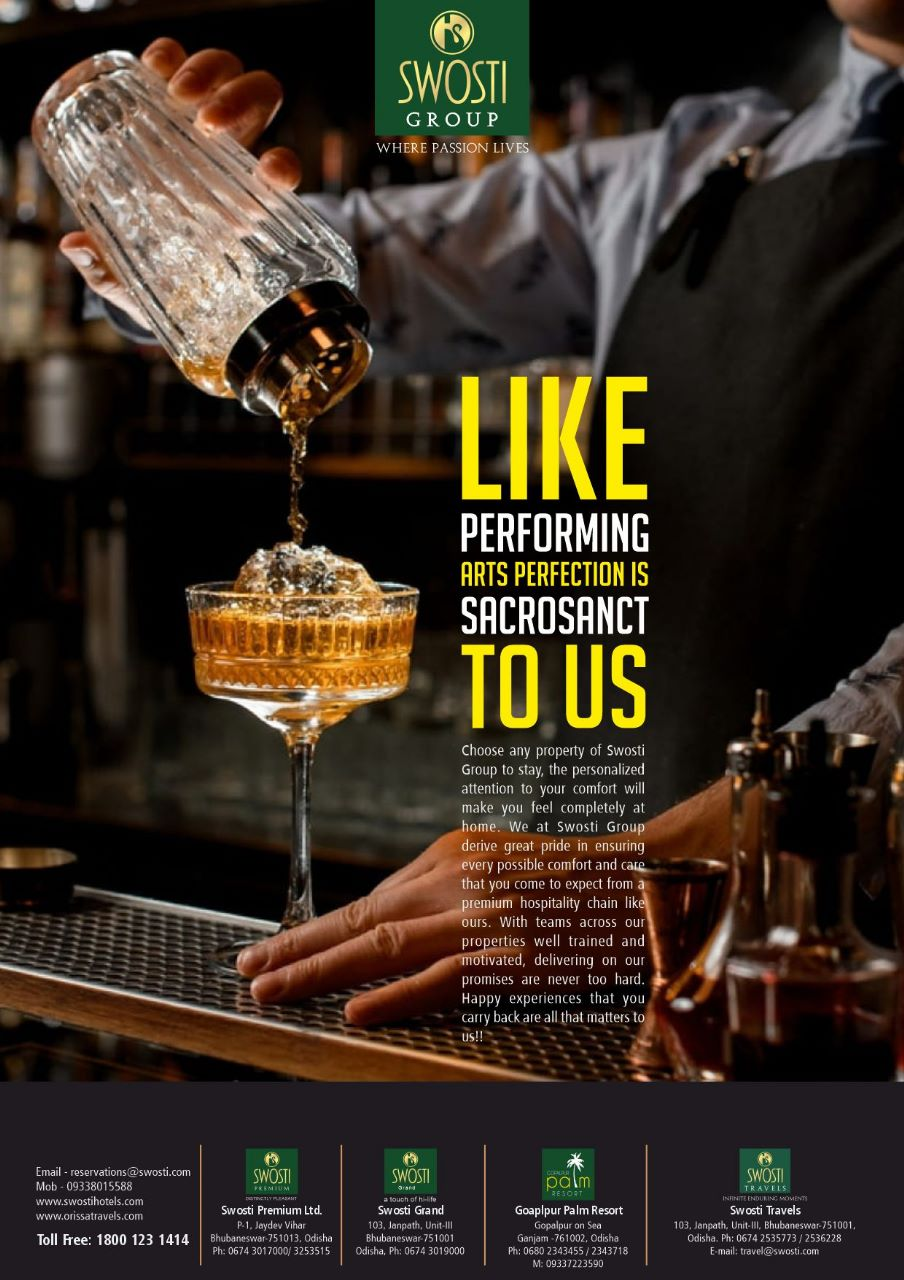 SWOSTI
GROUP
WHERE PASSION LIVES
LIKE
PERFORMING
ARTS PERFECTION IS
SACROSANCT
TO US
Choose any property of Swosti
Group to stay, the personalized
attention to your comfort will
make you feel completely at
home. We at Swosti Group
derive great pride in ensuring
every possible comfort and care
that you come to expect from a
premium hospitality chain like
ours. With teams across our
properties well trained and
motivated, delivering on our
promises are never too hard.
Happy experiences that you
carry back are all that matters to
us!!
Email - reservations@swosti.com
Mob - 09338015588
www.swostihotels.com
www.orissatravels.com
Toll Free: 1800 123 1414
SWOSTI
PREMIUM
DISTINCTLY PLEASANT
Swosti Premium Ltd.
P-1, Jaydev Vihar
Bhubaneswar-751013, Odisha
Ph: 0674 3017000/ 3253515
SWOSTI
Grand
a touch of hi-life
Swosti Grand
103, Janpath, Unit-III
Bhubaneswar-751001
Odisha, Ph: 0674 3019000
GOPALPUR
palm
RESORT
Goaplpur Palm Resort
Gopalpur on Sea
Ganjam -761002, Odisha
Ph: 0680 2343455 / 2343718
M: 09337223590
SWOSTI
TRAVELS
INFINITE ENDURING MOMENTS
Swosti Travels
103, Janpath, Unit-III, Bhubaneswar-751001,
Odisha. Ph: 0674 2535773 / 2536228
E-mail: travel@swosti.com